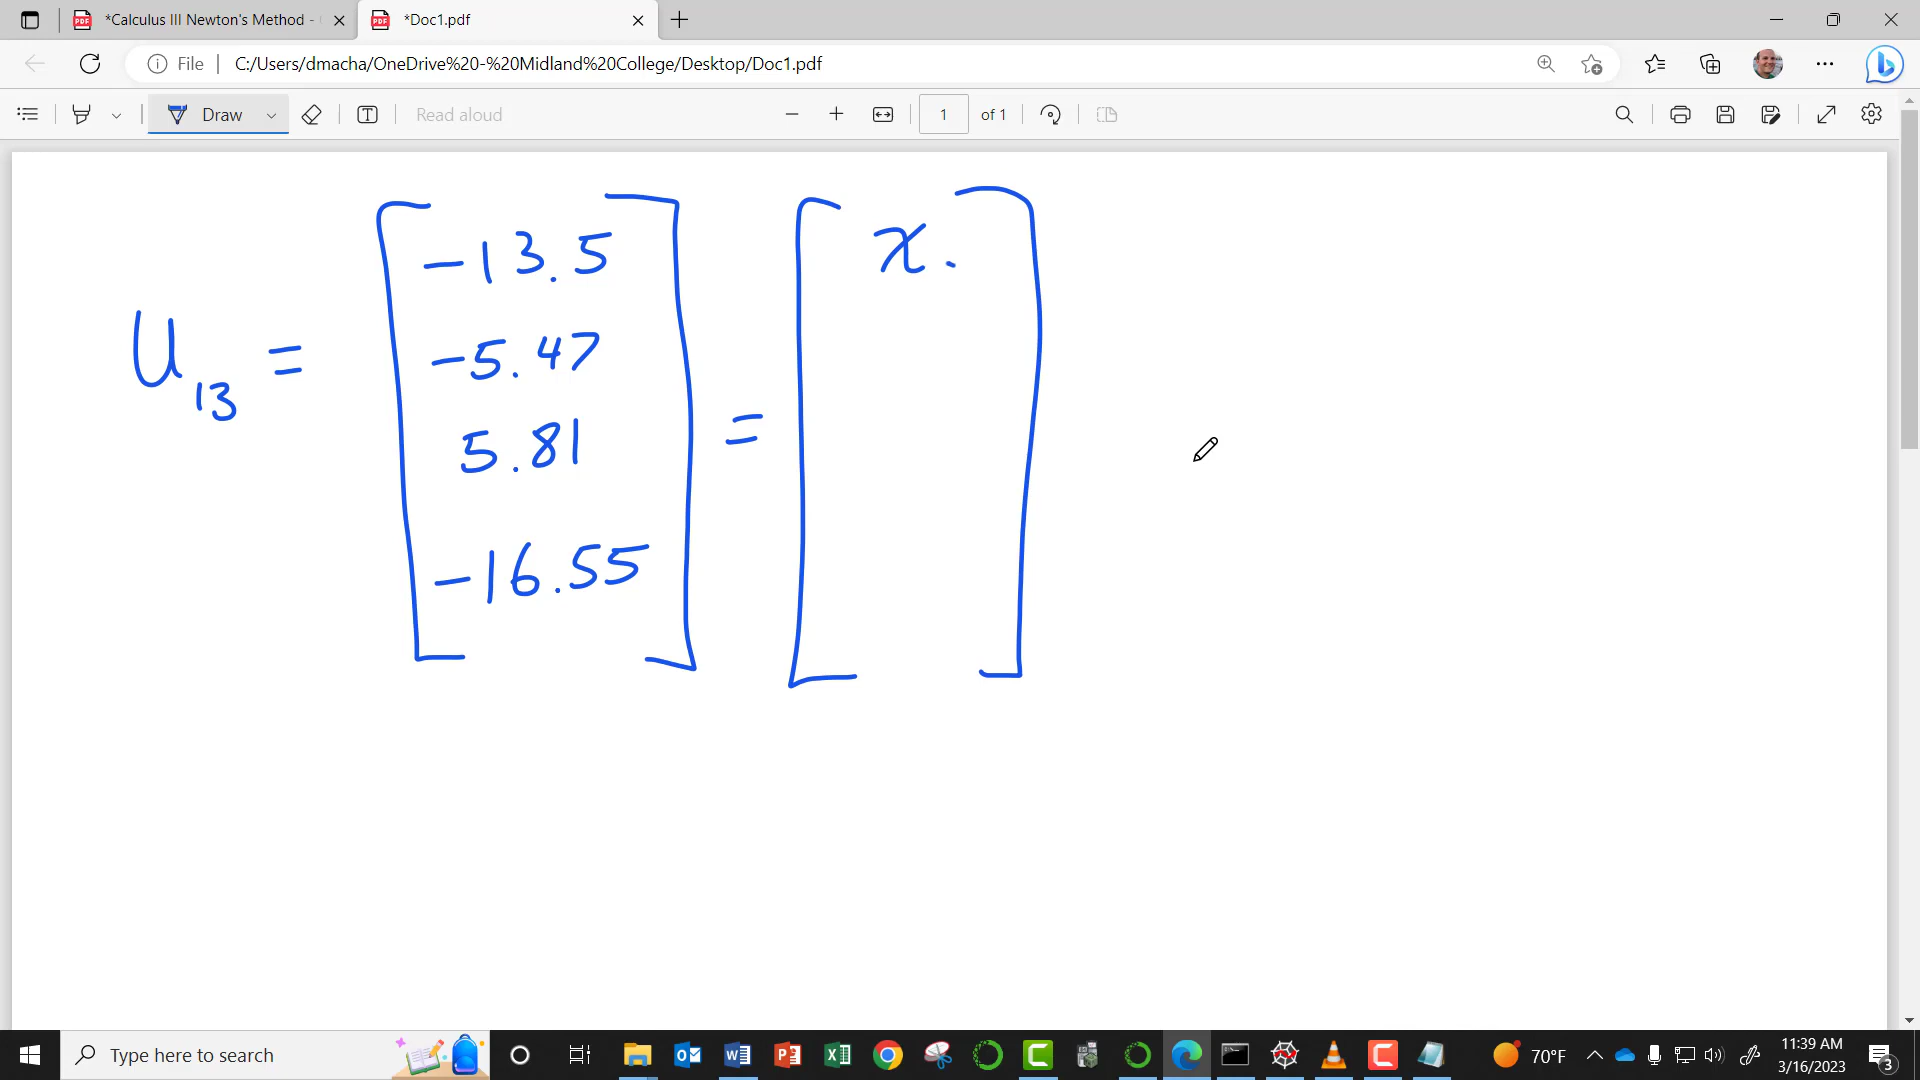 *Calculus III Newton's Method -
*Doc1.pdf
File
C:/Users/dmacha/OneDrive%20-%20Midland%20College/Desktop/Doc1.pdf
Draw
Read aloud
1 of 1
U₁₃ =
-13.5
-5.47
5.81
-16.55
=
x.
Type here to search
70°F
11:39 AM
3/16/2023
3